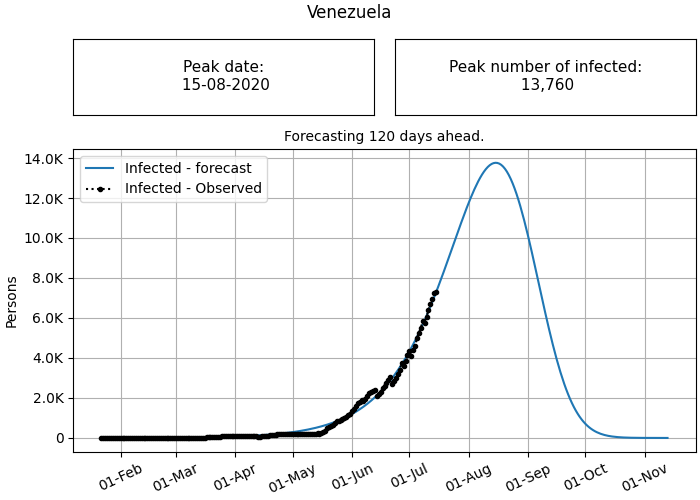 Venezuela
Peak date:
15-08-2020
Peak number of infected:
13,760
Forecasting 120 days ahead.
14.0K
12.0K
10.0K
8.0K
6.0K
4.0K
2.0K
0
Persons
Infected - forecast
Infected - Observed
01-Feb
01-Mar
01-Apr
01-May
01-Jun
01-Jul
01-Aug
01-Sep
01-Oct
01-Nov